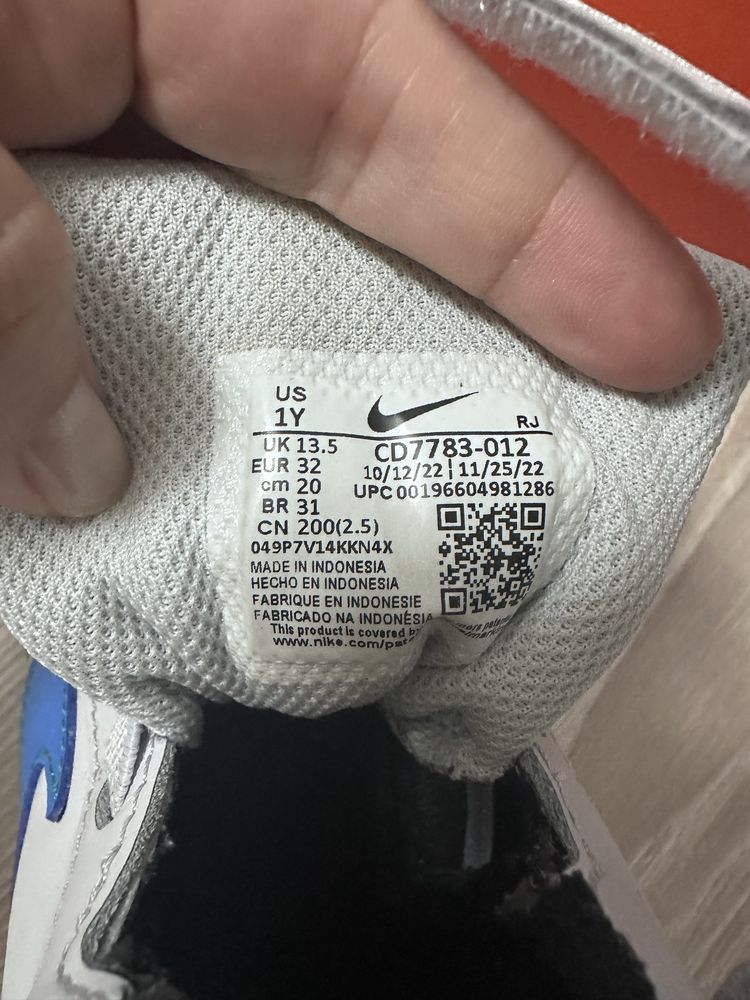 US
1Y
RJ
UK 13.5
CD7783-012
EUR 32
10/12/22 | 11/25/22
cm 20
UPC 00196604981286
BR 31
CN 200(2.5)
049P7V14KKN4X
MADE IN INDONESIA
HECHO EN INDONESIA
FABRIQUE EN INDONESIE
FABRICADO NA INDONÉSIA
This product is covered by
www.nike.com/pat